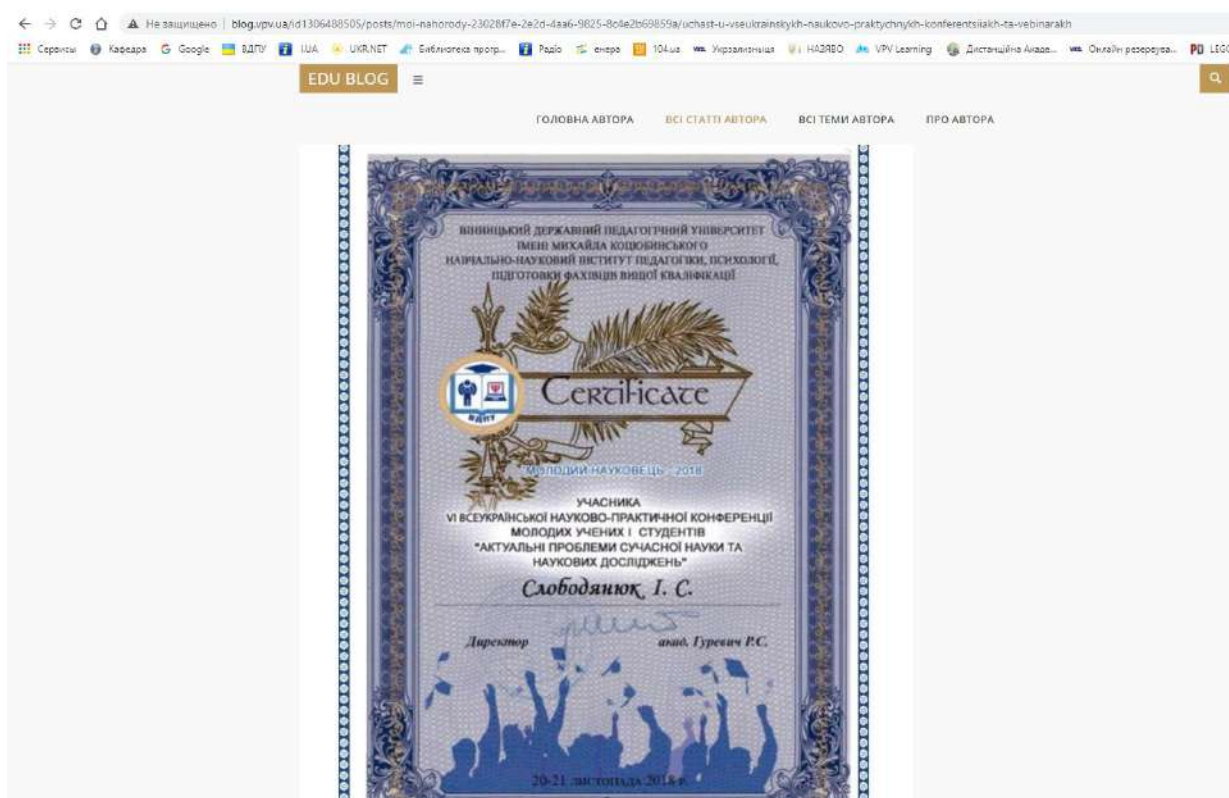 Не защищено | blog.vpv.ua/id1306488505/posts/moi-nahorody-23028f7e-2e2d-4aa6-9825-8c4e2b69859a/uchast-u-vseukrainskykh-naukovo-praktychnykh-konferentsiiakh-ta-vebinarakh
Сервисы Кафедра Google ВДПУ I.UA UKR.NET Библиотека прогр... Радіо енера 104.ua Укрзализныця НАЗЯВО VPV Learning Дистанційна Акаде... Онлайн резервува... LEGO
EDU BLOG
ГОЛОВНА АВТОРА ВСІ СТАТТІ АВТОРА ВСІ ТЕМИ АВТОРА ПРО АВТОРА
ВІННИЦЬКИЙ ДЕРЖАВНИЙ ПЕДАГОГІЧНИЙ УНІВЕРСИТЕТ
ІМЕНІ МИХАЙЛА КОЦЮБИНСЬКОГО
НАВЧАЛЬНО-НАУКОВИЙ ІНСТИТУТ ПЕДАГОГІКИ, ПСИХОЛОГІЇ,
ПІДГОТОВКИ ФАХІВЦІВ ВИЩОЇ КВАЛІФІКАЦІЇ
Certificate
ВДПУ
"МОЛОДИЙ НАУКОВЕЦЬ - 2018"
УЧАСНИКА
VI ВСЕУКРАЇНСЬКОЇ НАУКОВО-ПРАКТИЧНОЇ КОНФЕРЕНЦІЇ
МОЛОДИХ УЧЕНИХ І СТУДЕНТІВ
"АКТУАЛЬНІ ПРОБЛЕМИ СУЧАСНОЇ НАУКИ ТА
НАУКОВИХ ДОСЛІДЖЕНЬ"
Слободянюк І. С.
Директор акад. Гуревич Р.С.
20-21 листопада 2018 р.